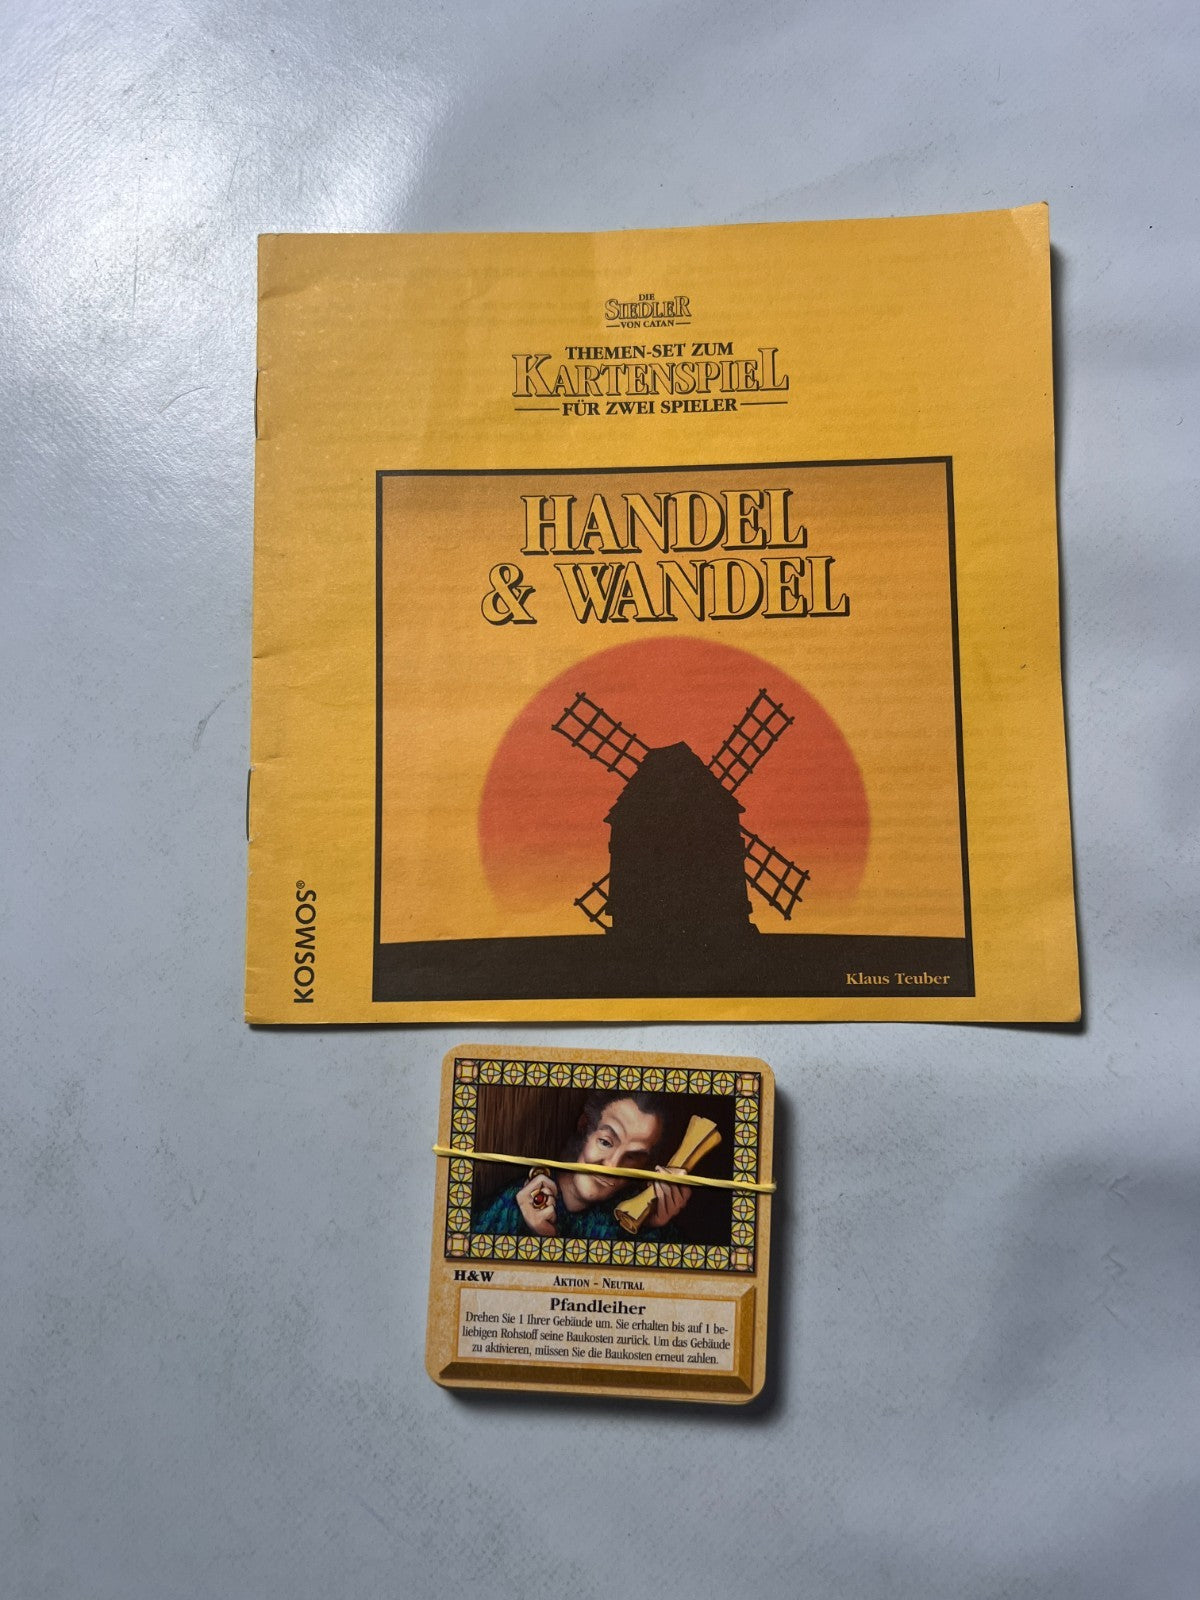 DIE
SIEDLER
VON CATAN
THEMEN-SET ZUM
KARTENSPIEL
FÜR ZWEI SPIELER
HANDEL
& WANDEL
Klaus Teuber
KOSMOS®
H&W
AKTION - NEUTRAL
Pfandleiher
Drehen Sie 1 Ihrer Gebäude um. Sie erhalten bis auf 1 be-
liebigen Rohstoff seine Baukosten zurück. Um das Gebäude
zu aktivieren, müssen Sie die Baukosten erneut zahlen.